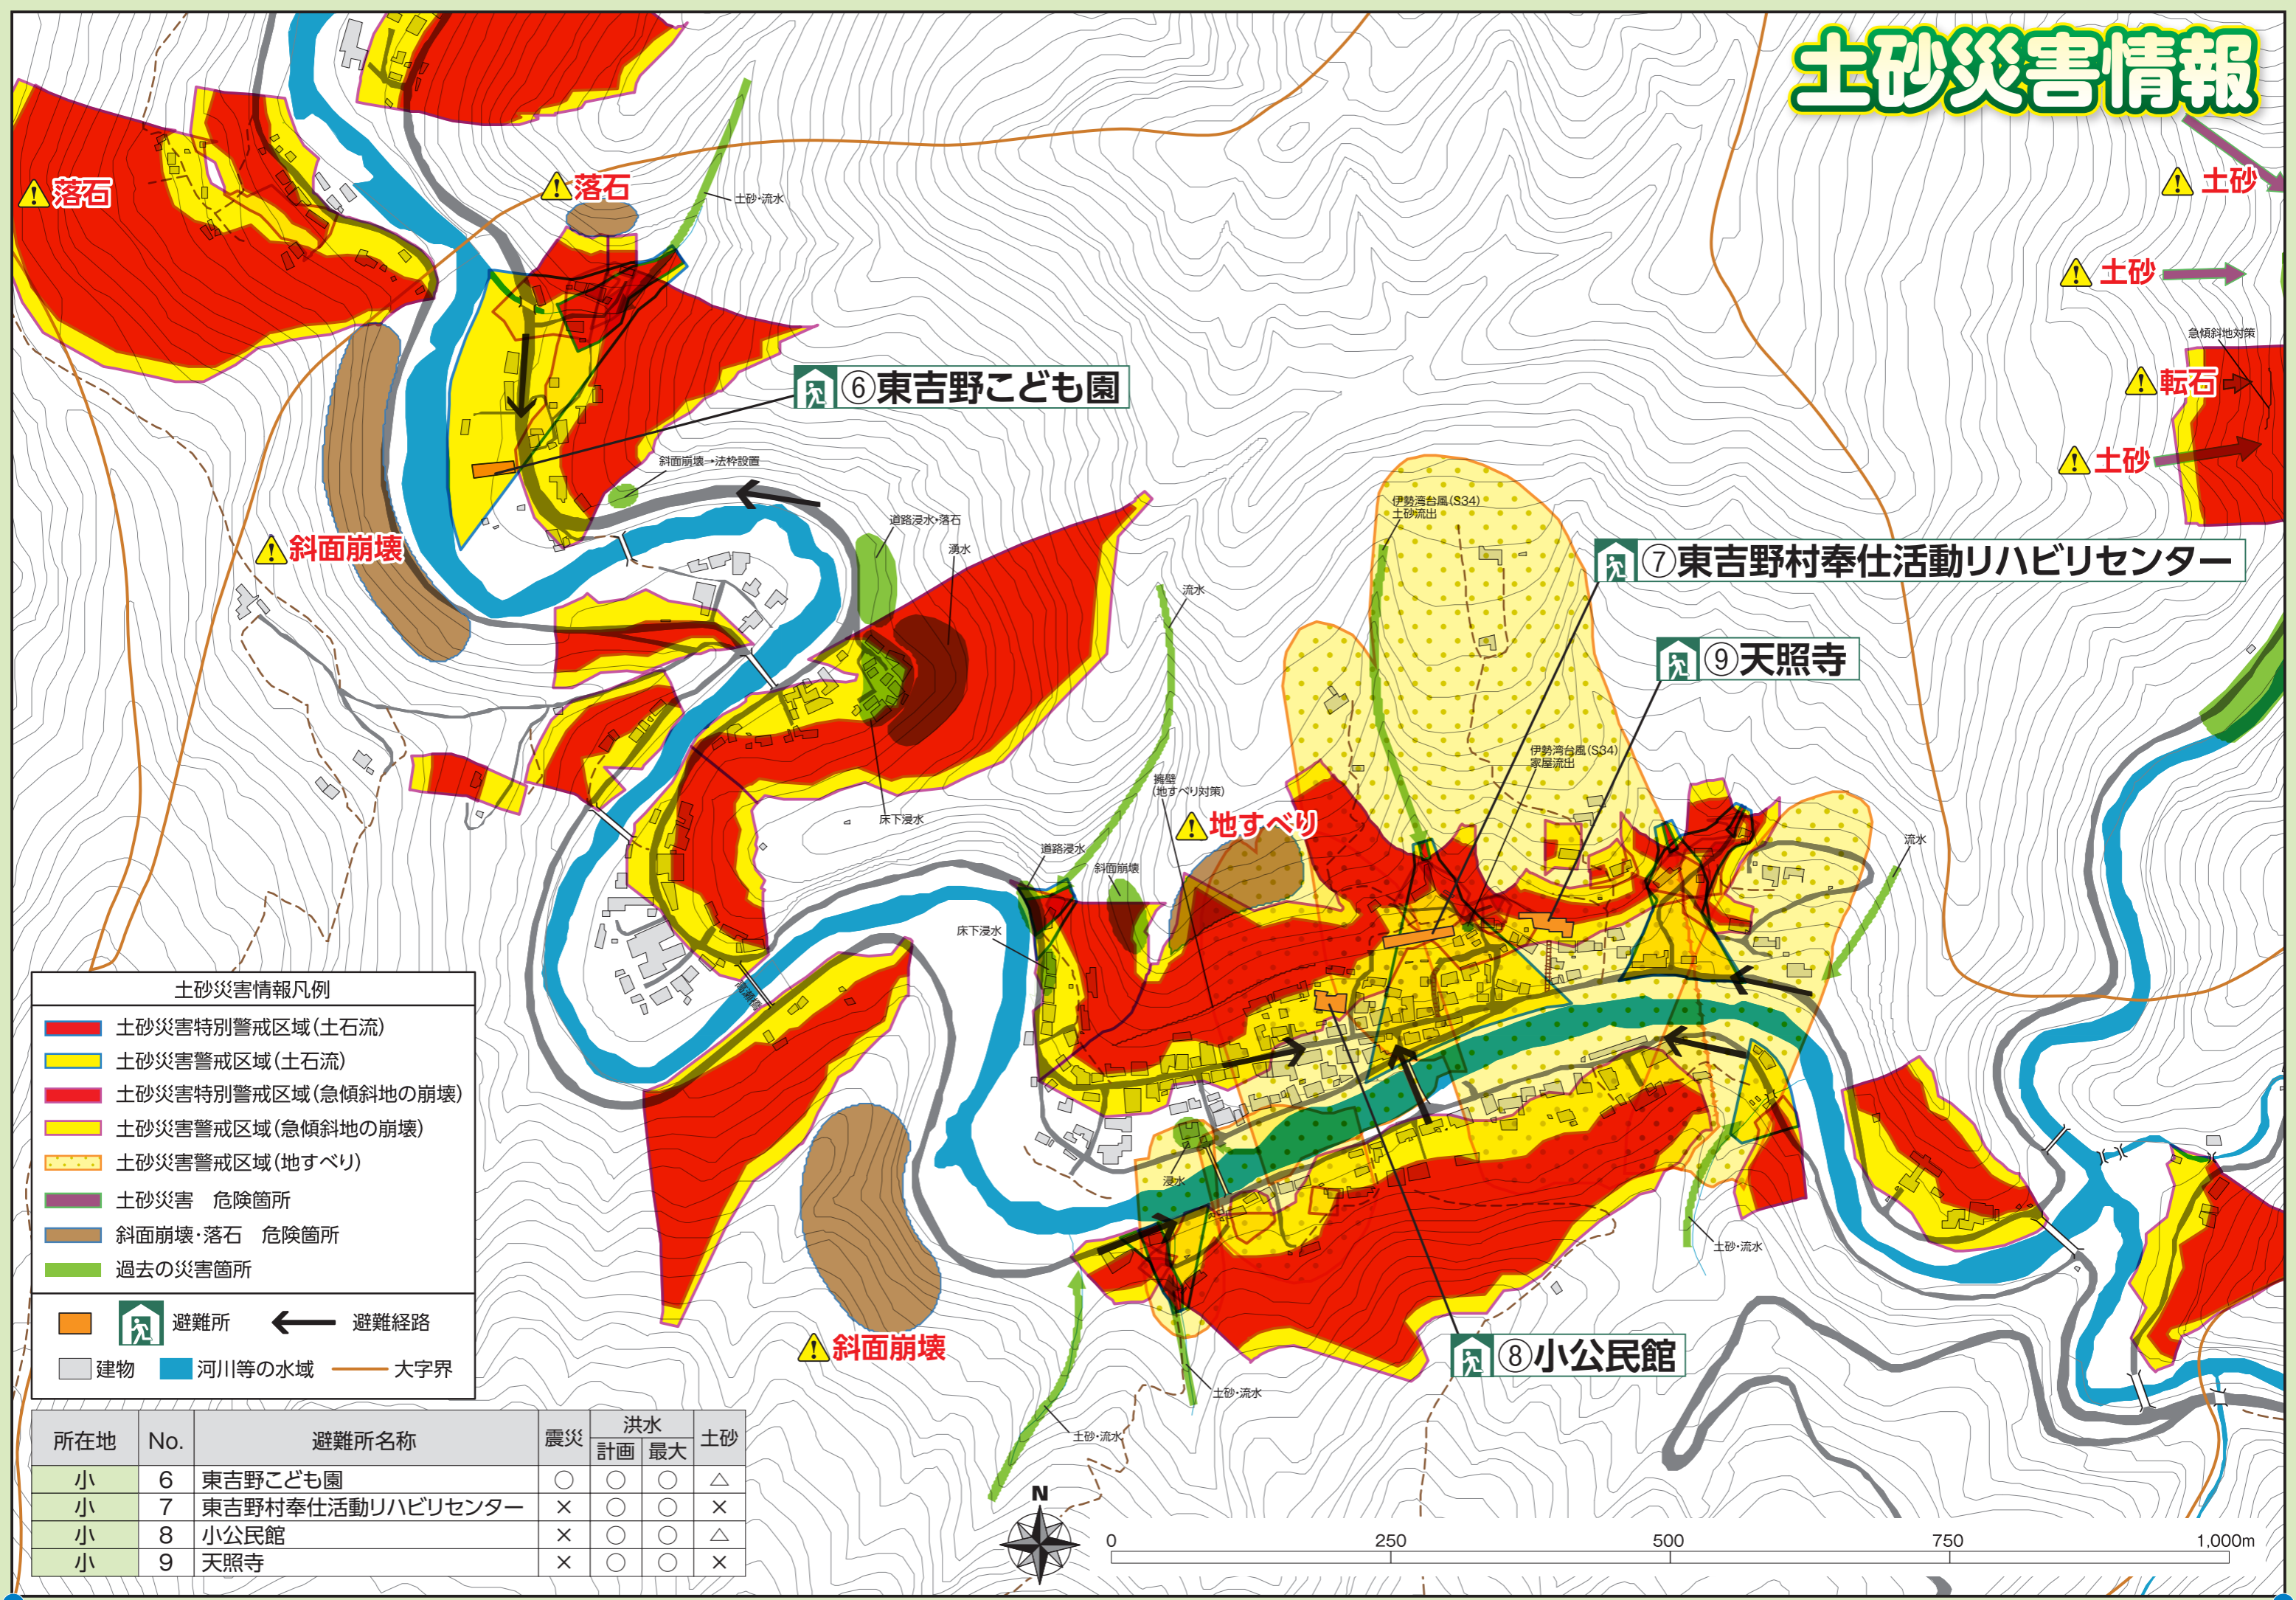 土砂災害情報
落石
落石
土砂・流水
土砂
土砂
急傾斜地対策
転石
土砂
⑥東吉野こども園
斜面崩壊→法枠設置
斜面崩壊
道路浸水・落石
湧水
流水
伊勢湾台風(S34)
土砂流出
⑦東吉野村奉仕活動リハビリセンター
⑨天照寺
伊勢湾台風(S34)
家屋流出
擁壁
(地すべり対策)
地すべり
床下浸水
道路浸水
斜面崩壊
流水
床下浸水
浸水
土砂・流水
斜面崩壊
⑧小公民館
土砂・流水
土砂・流水
土砂災害情報凡例
土砂災害特別警戒区域(土石流)
土砂災害警戒区域(土石流)
土砂災害特別警戒区域(急傾斜地の崩壊)
土砂災害警戒区域(急傾斜地の崩壊)
土砂災害警戒区域(地すべり)
土砂災害 危険箇所
斜面崩壊・落石 危険箇所
過去の災害箇所
避難所 避難経路
建物 河川等の水域 大字界
所在地 No. 避難所名称 震災 洪水 土砂
計画 最大
小 6 東吉野こども園 ○ ○ ○ △
小 7 東吉野村奉仕活動リハビリセンター × ○ ○ ×
小 8 小公民館 × ○ ○ △
小 9 天照寺 × ○ ○ ×
N
0 250 500 750 1,000m